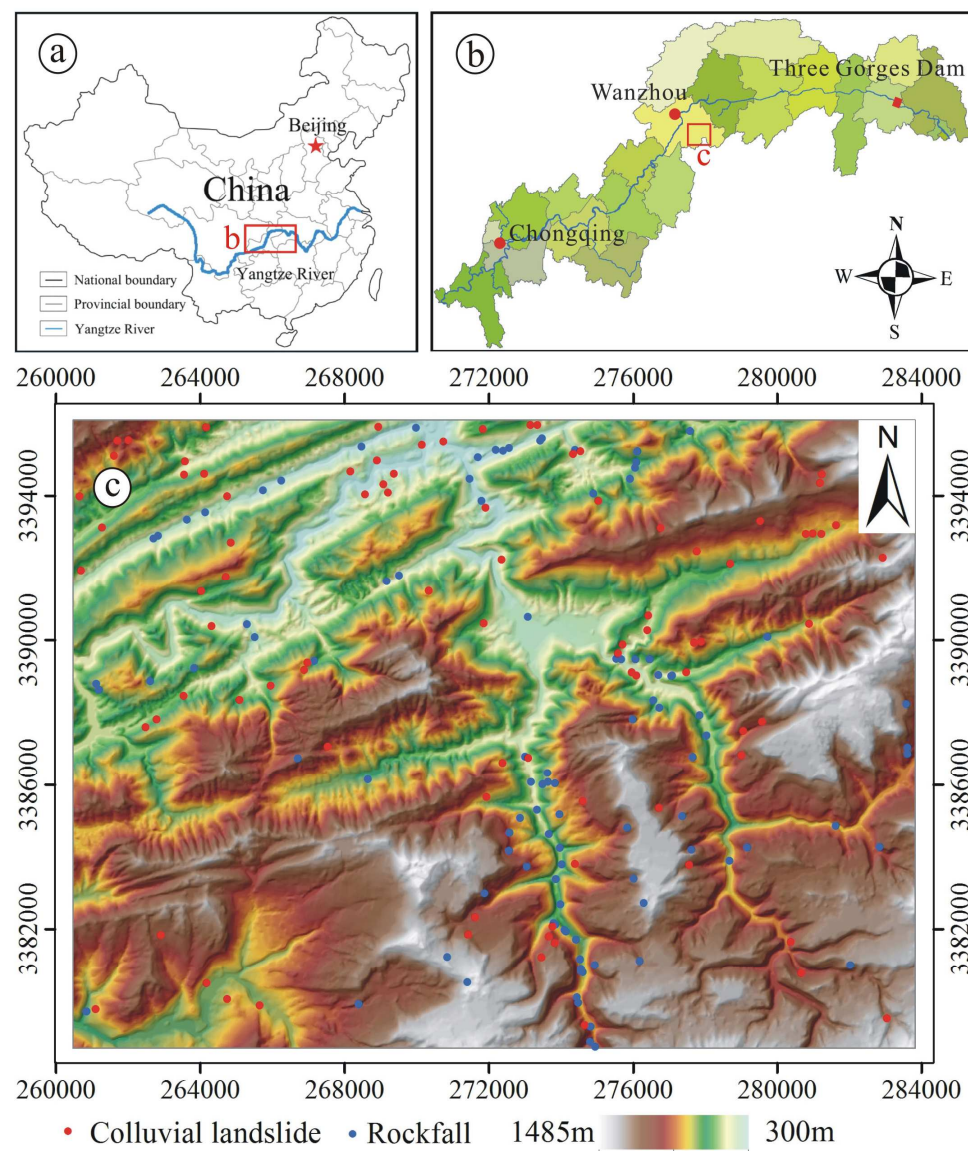 a
Beijing
China
b
Yangtze River
National boundary
Provincial boundary
Yangtze River
b
Three Gorges Dam
Wanzhou
c
Chongqing
N
W E
S
260000 264000 268000 272000 276000 280000 284000
c
N
3394000 3394000
3390000 3390000
3386000 3386000
3382000 3382000
260000 264000 268000 272000 276000 280000 284000
Colluvial landslide Rockfall 1485m 300m